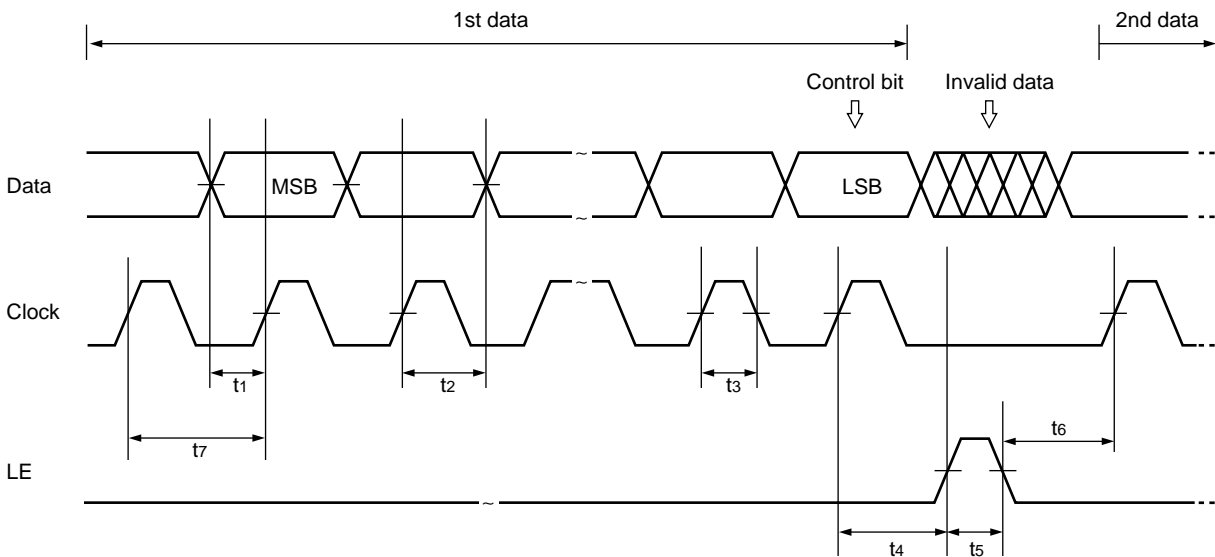 1st data
2nd data
Control bit
Invalid data
Data
MSB
LSB
Clock
t1
t2
t3
t7
t6
LE
t4
t5